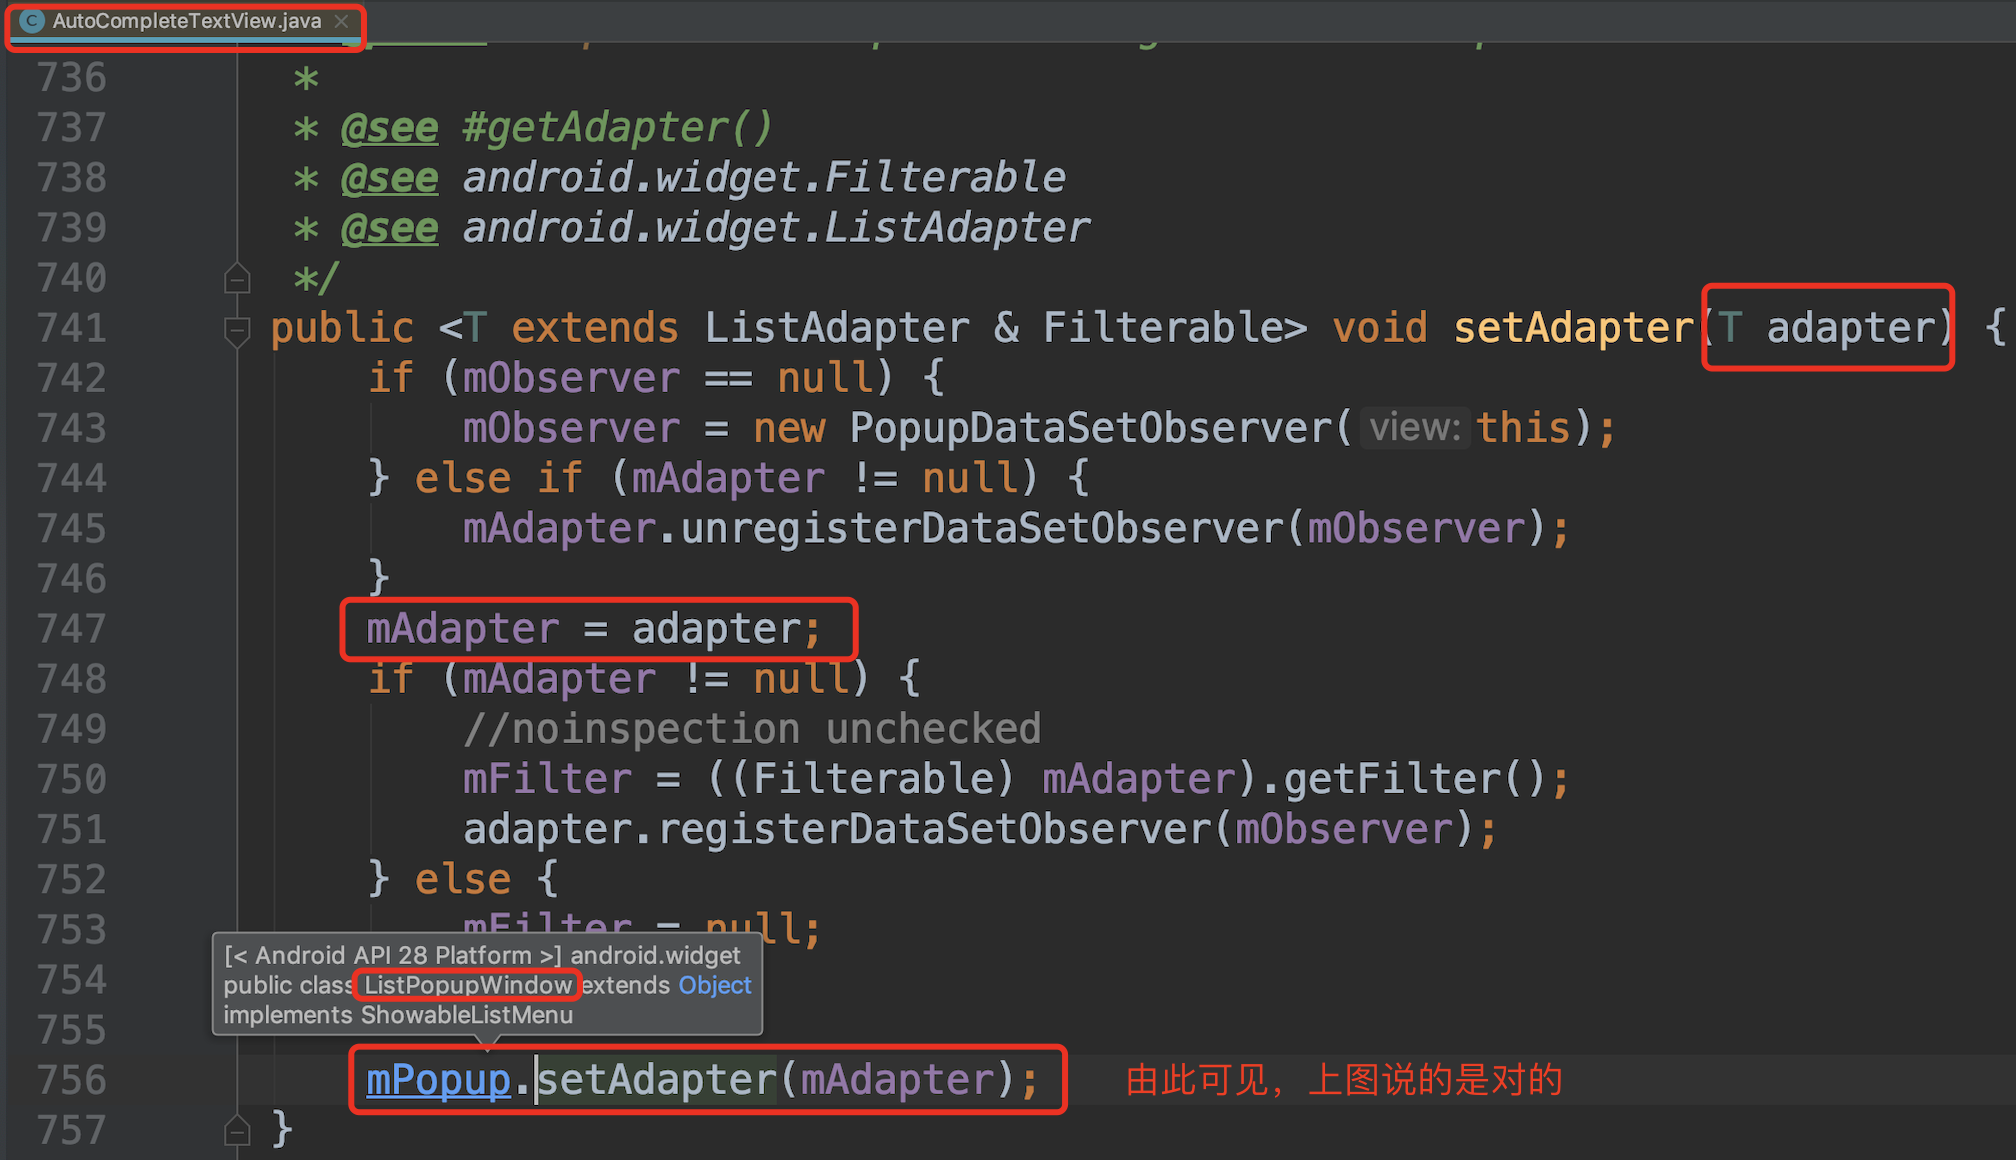 AutoCompleteTextView.java
736 *
737 * @see #getAdapter()
738 * @see android.widget.Filterable
739 * @see android.widget.ListAdapter
740 */
741 public <T extends ListAdapter & Filterable> void setAdapter(T adapter) {
742 if (mObserver == null) {
743 mObserver = new PopupDataSetObserver( view: this);
744 } else if (mAdapter != null) {
745 mAdapter.unregisterDataSetObserver(mObserver);
746 }
747 mAdapter = adapter;
748 if (mAdapter != null) {
749 //noinspection unchecked
750 mFilter = ((Filterable) mAdapter).getFilter();
751 adapter.registerDataSetObserver(mObserver);
752 } else {
753 mFilter = null;
[< Android API 28 Platform >] android.widget
754 public class ListPopupWindow extends Object
implements ShowableListMenu
755
756 mPopup.setAdapter(mAdapter); 由此可见，上图说的是对的
757 }